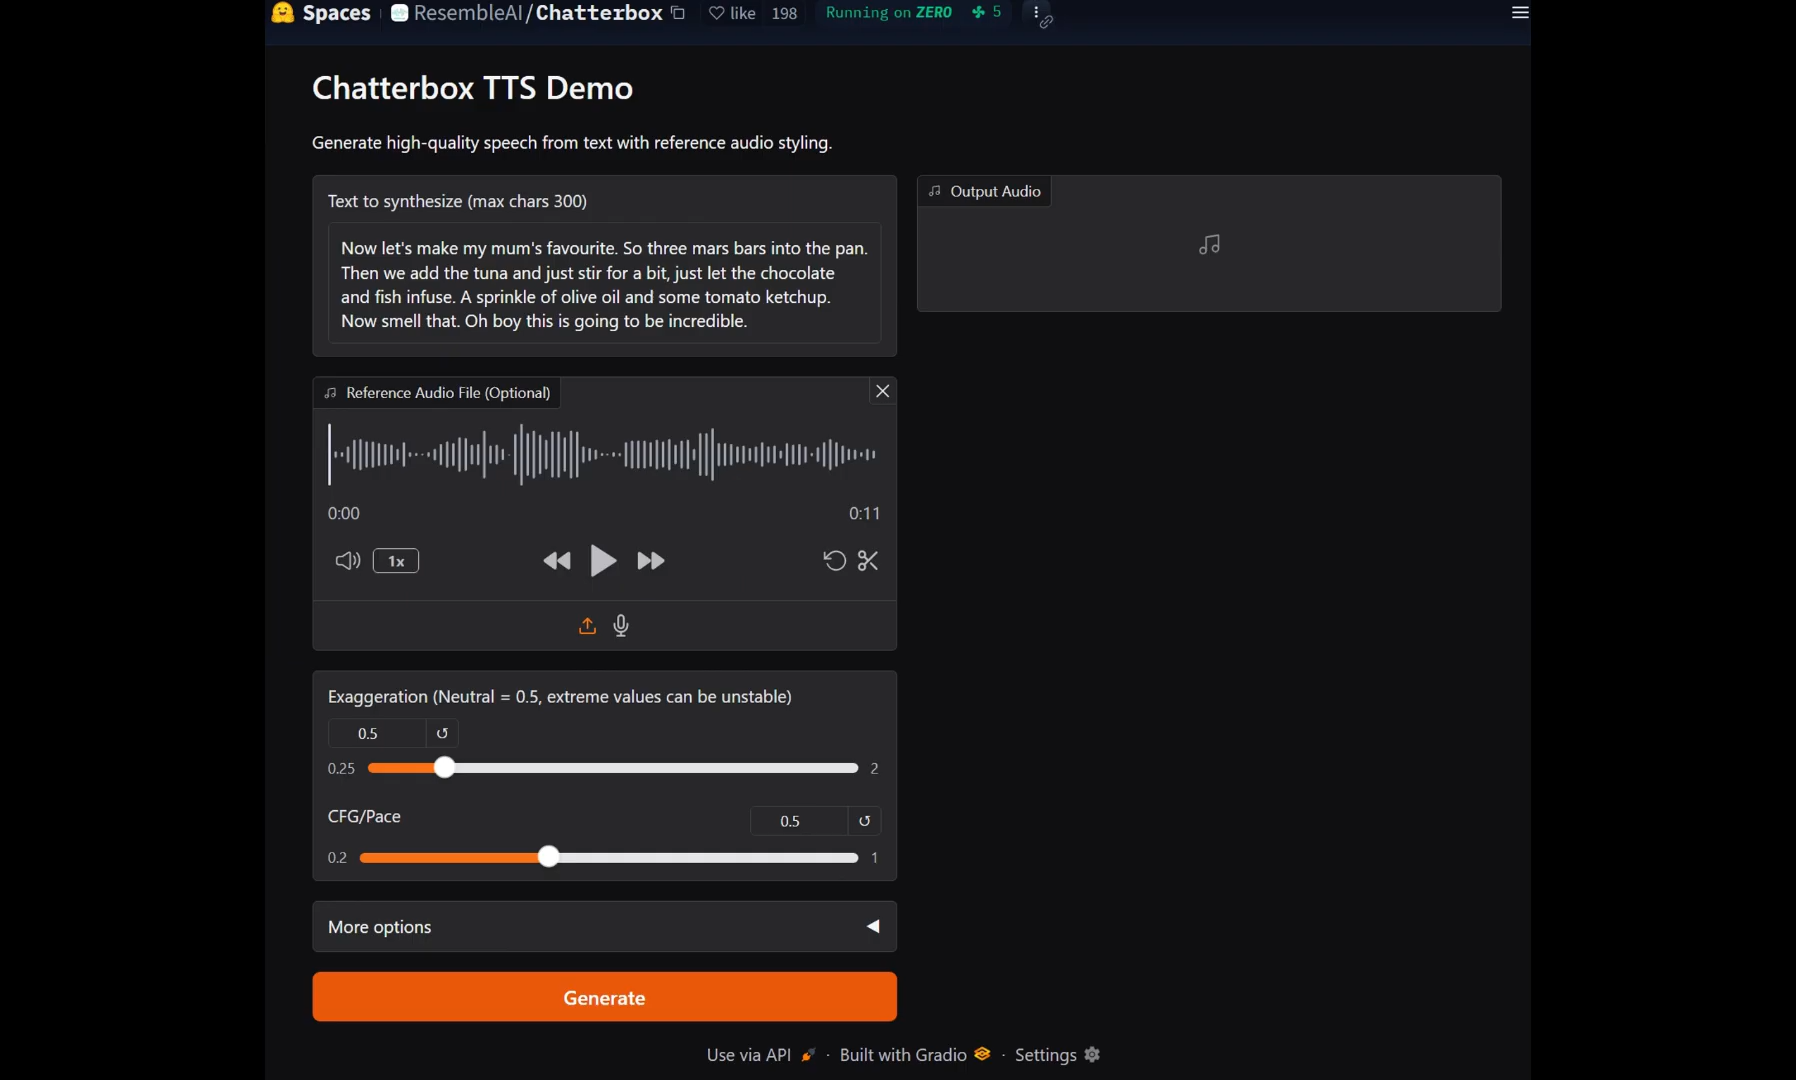 Spaces ResembleAI/Chatterbox like 198 Running on ZERO 5
Chatterbox TTS Demo
Generate high-quality speech from text with reference audio styling.
Text to synthesize (max chars 300)
Now let's make my mum's favourite. So three mars bars into the pan.
Then we add the tuna and just stir for a bit, just let the chocolate
and fish infuse. A sprinkle of olive oil and some tomato ketchup.
Now smell that. Oh boy this is going to be incredible.
Output Audio
Reference Audio File (Optional)
0:00 0:11
1x
Exaggeration (Neutral = 0.5, extreme values can be unstable)
0.5
0.25 2
CFG/Pace 0.5
0.2 1
More options
Generate
Use via API · Built with Gradio · Settings